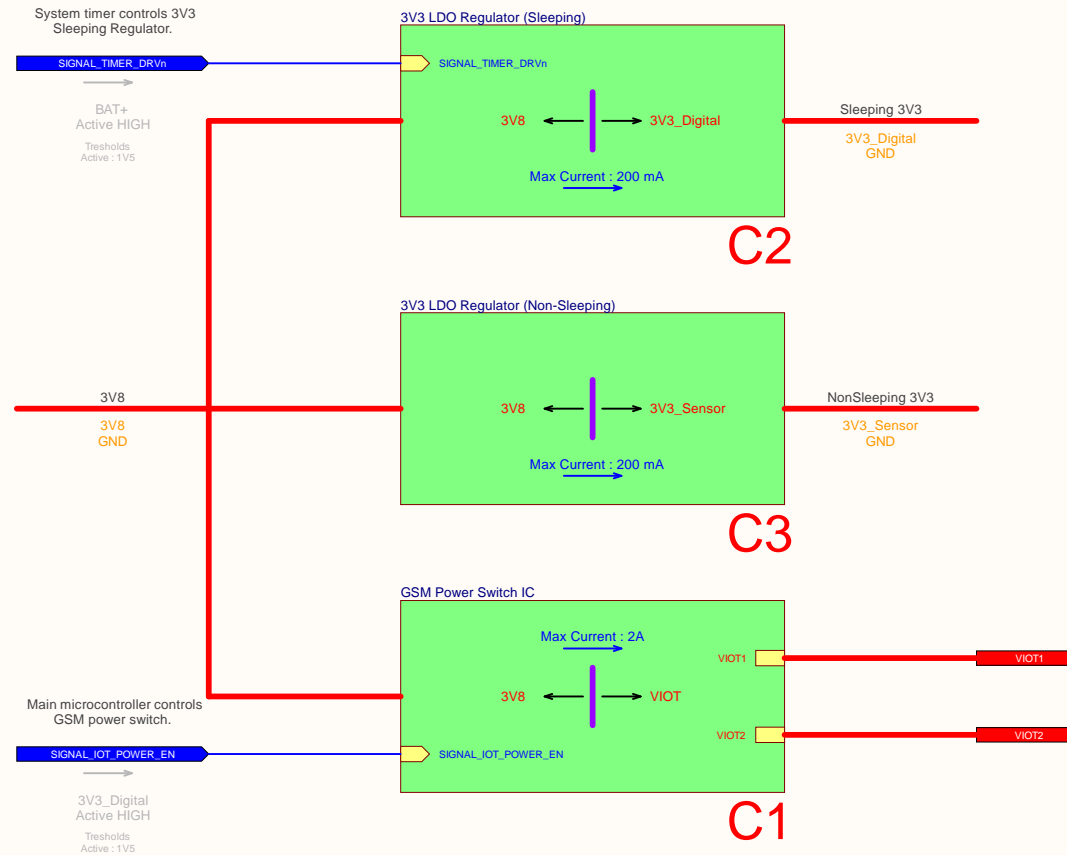 System timer controls 3V3
Sleeping Regulator.
SIGNAL_TIMER_DRVn
BAT+
Active HIGH
Tresholds
Active : 1V5
3V3 LDO Regulator (Sleeping)
SIGNAL_TIMER_DRVn
3V8
3V3_Digital
Max Current : 200 mA
C2
Sleeping 3V3
3V3_Digital
GND
3V8
3V8
GND
3V3 LDO Regulator (Non-Sleeping)
3V8
3V3_Sensor
Max Current : 200 mA
C3
NonSleeping 3V3
3V3_Sensor
GND
GSM Power Switch IC
Max Current : 2A
3V8
VIOT
VIOT1
VIOT1
VIOT2
VIOT2
SIGNAL_IOT_POWER_EN
C1
Main microcontroller controls
GSM power switch.
SIGNAL_IOT_POWER_EN
3V3_Digital
Active HIGH
Tresholds
Active : 1V5